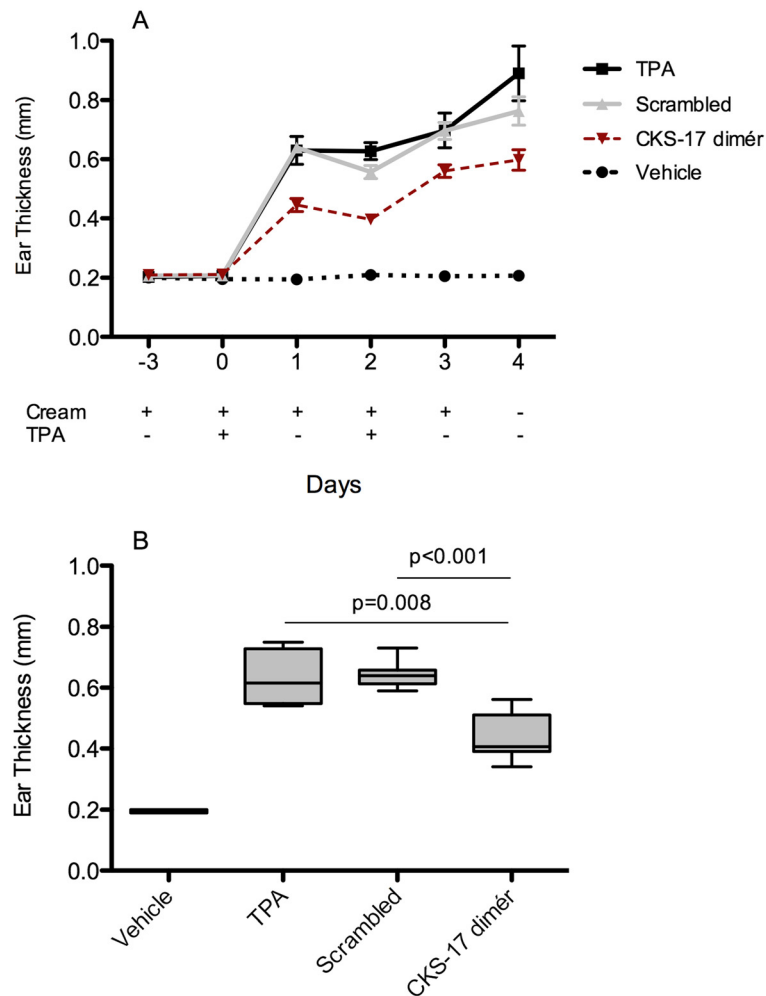 A
1.0
0.8
0.6
0.4
0.2
0.0
Ear Thickness (mm)
TPA
Scrambled
CKS-17 dimér
Vehicle
-3 0 1 2 3 4
Cream + + + + + -
TPA - + - + - -
Days
B
1.0
0.8
0.6
0.4
0.2
0.0
Ear Thickness (mm)
p<0.001
p=0.008
Vehicle
TPA
Scrambled
CKS-17 dimér